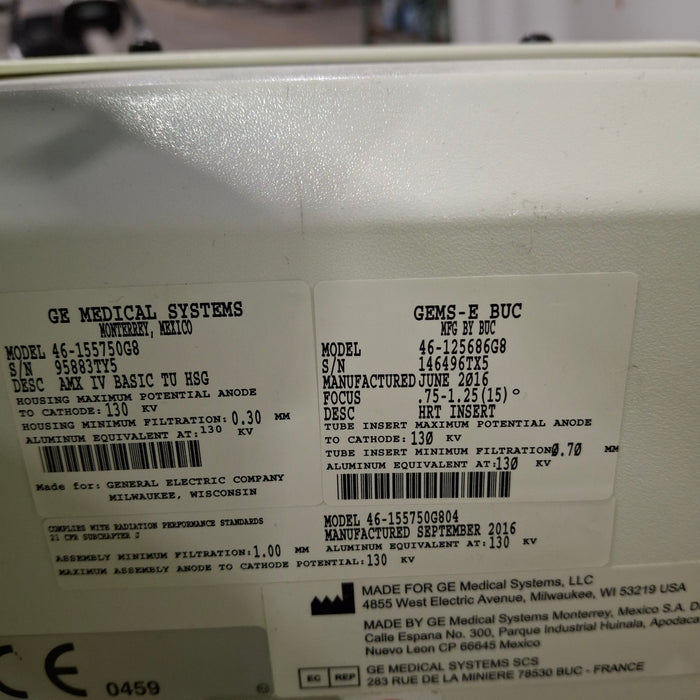 GE MEDICAL SYSTEMS
MONTERREY, MEXICO
MODEL 46-155750G8
S/N 95883TY5
DESC AMX IV BASIC TU HSG
HOUSING MAXIMUM POTENTIAL ANODE
TO CATHODE: 130 KV
HOUSING MINIMUM FILTRATION: 0.30 MM
ALUMINUM EQUIVALENT AT: 130 KV
Made for: GENERAL ELECTRIC COMPANY
MILWAUKEE, WISCONSIN
GEMS-E BUC
MFG BY BUC
MODEL 46-125686G8
S/N 146496TX5
MANUFACTURED JUNE 2016
FOCUS .75-1.25(15)°
DESC HRT INSERT
TUBE INSERT MAXIMUM POTENTIAL ANODE
TO CATHODE: 130 KV
TUBE INSERT MINIMUM FILTRATION 0.70 MM
ALUMINUM EQUIVALENT AT: 130 KV
COMPLIES WITH RADIATION PERFORMANCE STANDARDS
21 CFR SUBCHAPTER J
MODEL 46-155750G804
MANUFACTURED SEPTEMBER 2016
ASSEMBLY MINIMUM FILTRATION: 1.00 MM ALUMINUM EQUIVALENT AT: 130 KV
MAXIMUM ASSEMBLY ANODE TO CATHODE POTENTIAL: 130 KV
MADE FOR GE Medical Systems, LLC
4855 West Electric Avenue, Milwaukee, WI 53219 USA
MADE BY GE Medical Systems Monterrey, Mexico S.A. D
Calle Espana No. 300, Parque Industrial Huinala, Apodaca
Nuevo Leon CP 66645 Mexico
EC REP
GE MEDICAL SYSTEMS SCS
283 RUE DE LA MINIERE 78530 BUC - FRANCE
CE 0459